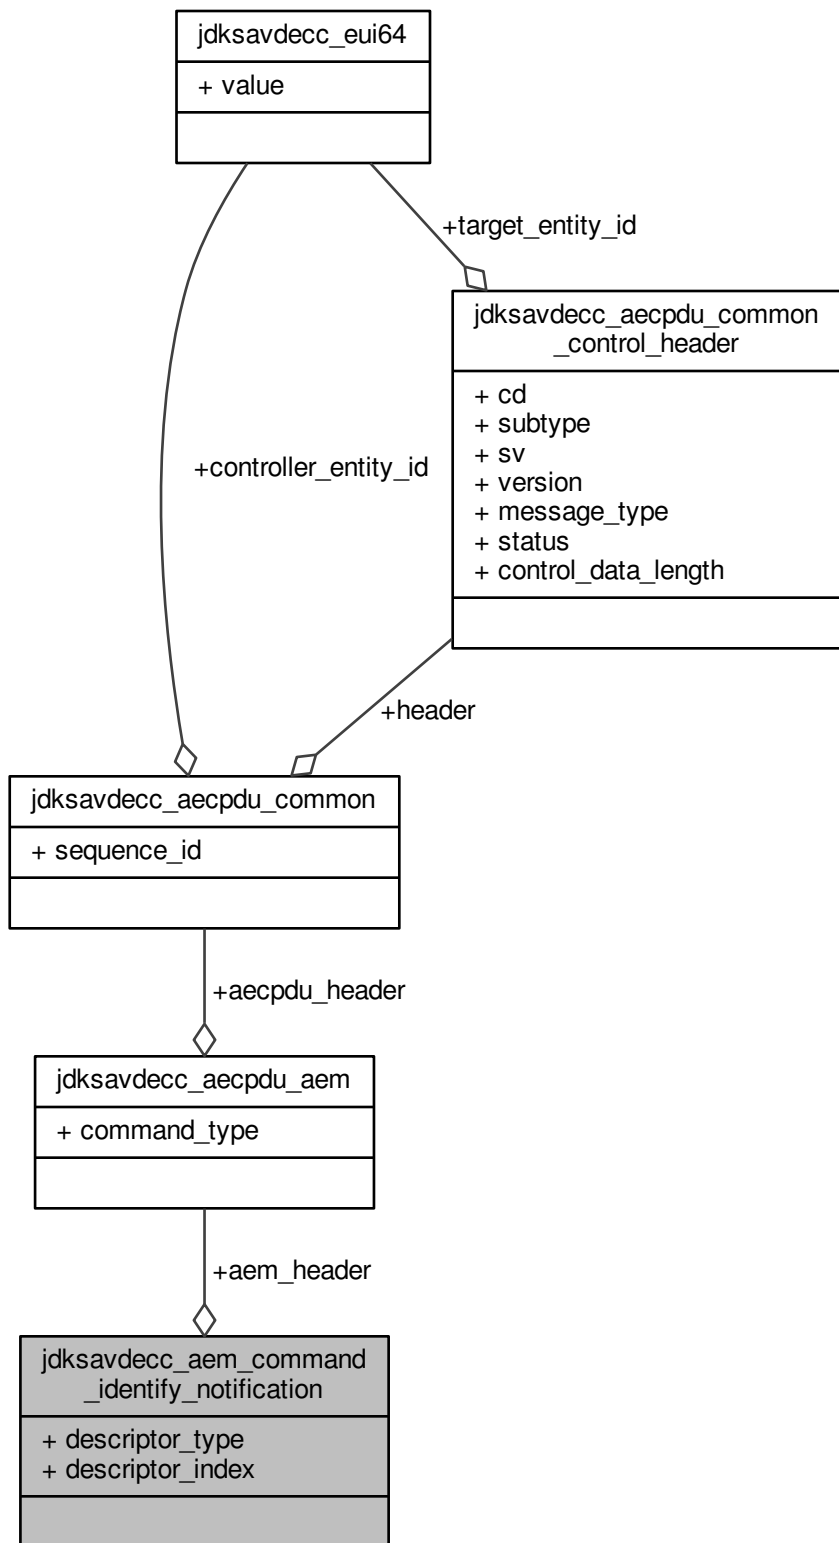 jdksavdecc_eui64
+ value
+target_entity_id
jdksavdecc_aecpdu_common
_control_header
+ cd
+ subtype
+ sv
+ version
+ message_type
+ status
+ control_data_length
+controller_entity_id
+header
jdksavdecc_aecpdu_common
+ sequence_id
+aecpdu_header
jdksavdecc_aecpdu_aem
+ command_type
+aem_header
jdksavdecc_aem_command
_identify_notification
+ descriptor_type
+ descriptor_index